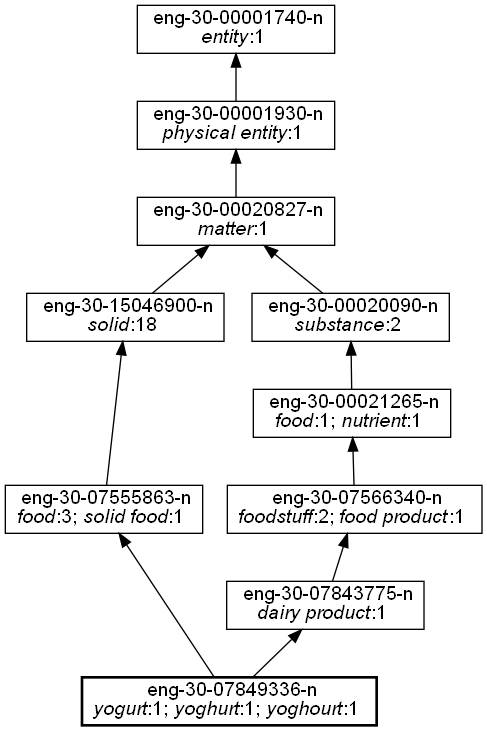 eng-30-00001740-n
entity:1
eng-30-00001930-n
physical entity:1
eng-30-00020827-n
matter:1
eng-30-15046900-n
solid:18
eng-30-00020090-n
substance:2
eng-30-00021265-n
food:1; nutrient:1
eng-30-07555863-n
food:3; solid food:1
eng-30-07566340-n
foodstuff:2; food product:1
eng-30-07843775-n
dairy product:1
eng-30-07849336-n
yogurt:1; yoghurt:1; yoghourt:1